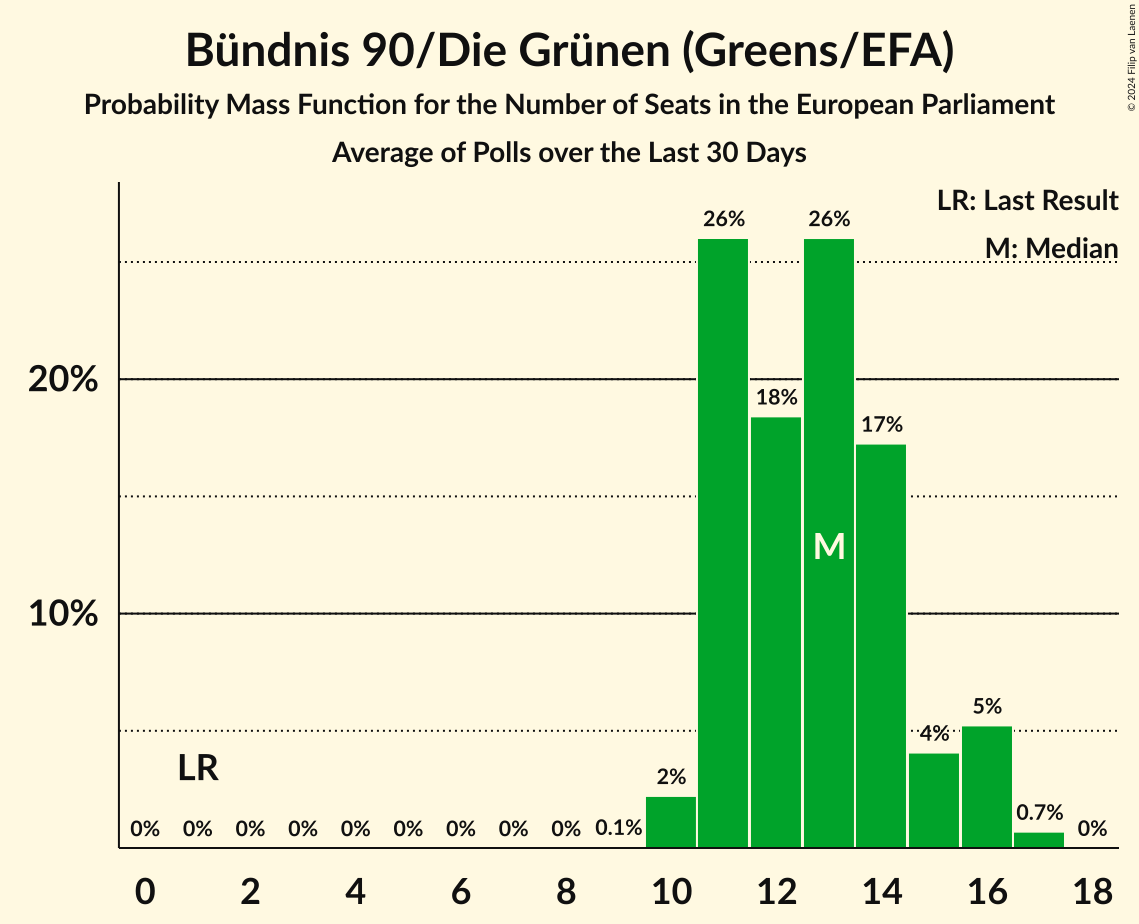 Bündnis 90/Die Grünen (Greens/EFA)
Probability Mass Function for the Number of Seats in the European Parliament
Average of Polls over the Last 30 Days
© 2024 Filip van Laenen
LR: Last Result
M: Median
26% 26%
20%
18%
17%
M
10%
5%
4%
LR
2%
0.7%
0% 0% 0% 0% 0% 0% 0% 0% 0% 0.1% 0%
0 2 4 6 8 10 12 14 16 18